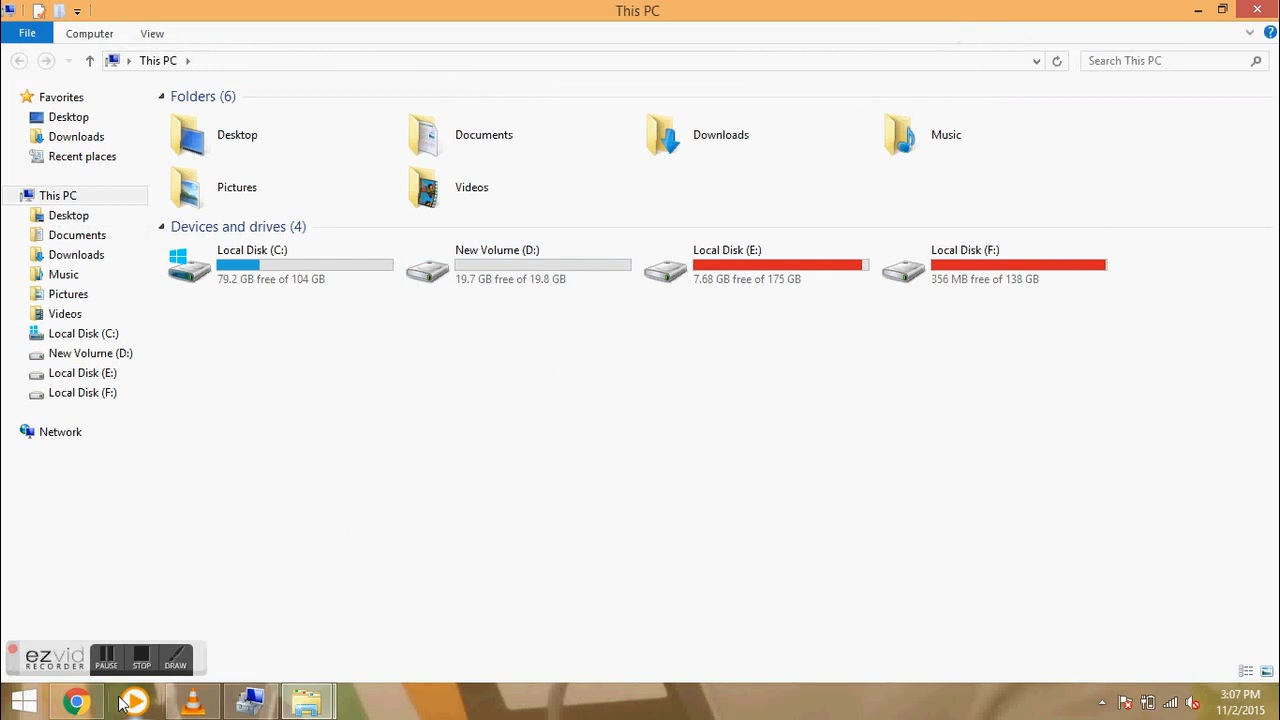 This PC
File
Computer
View
This PC
Search This PC
Favorites
Desktop
Downloads
Recent places
This PC
Desktop
Documents
Downloads
Music
Pictures
Videos
Local Disk (C:)
New Volume (D:)
Local Disk (E:)
Local Disk (F:)
Network
Folders (6)
Desktop
Documents
Downloads
Music
Pictures
Videos
Devices and drives (4)
Local Disk (C:)
79.2 GB free of 104 GB
New Volume (D:)
19.7 GB free of 19.8 GB
Local Disk (E:)
7.68 GB free of 175 GB
Local Disk (F:)
356 MB free of 138 GB
ezvid
RECORDER
PAUSE
STOP
DRAW
3:07 PM
11/2/2015